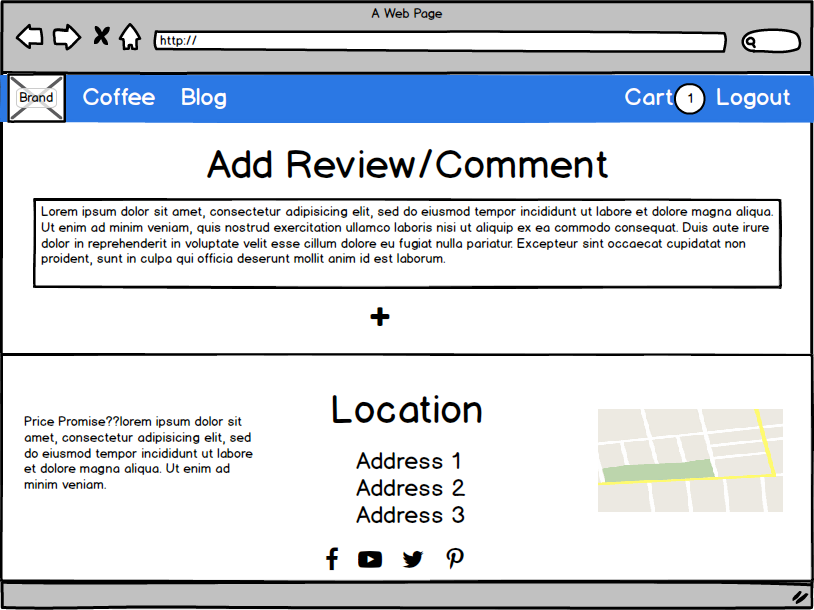 A Web Page
http://
Brand
Coffee
Blog
Cart
1
Logout
Add Review/Comment
Lorem ipsum dolor sit amet, consectetur adipisicing elit, sed do eiusmod tempor incididunt ut labore et dolore magna aliqua.
Ut enim ad minim veniam, quis nostrud exercitation ullamco laboris nisi ut aliquip ex ea commodo consequat. Duis aute irure
dolor in reprehenderit in voluptate velit esse cillum dolore eu fugiat nulla pariatur. Excepteur sint occaecat cupidatat non
proident, sunt in culpa qui officia deserunt mollit anim id est laborum.
Price Promise??lorem ipsum dolor sit
amet, consectetur adipisicing elit, sed
do eiusmod tempor incididunt ut labore
et dolore magna aliqua. Ut enim ad
minim veniam.
Location
Address 1
Address 2
Address 3